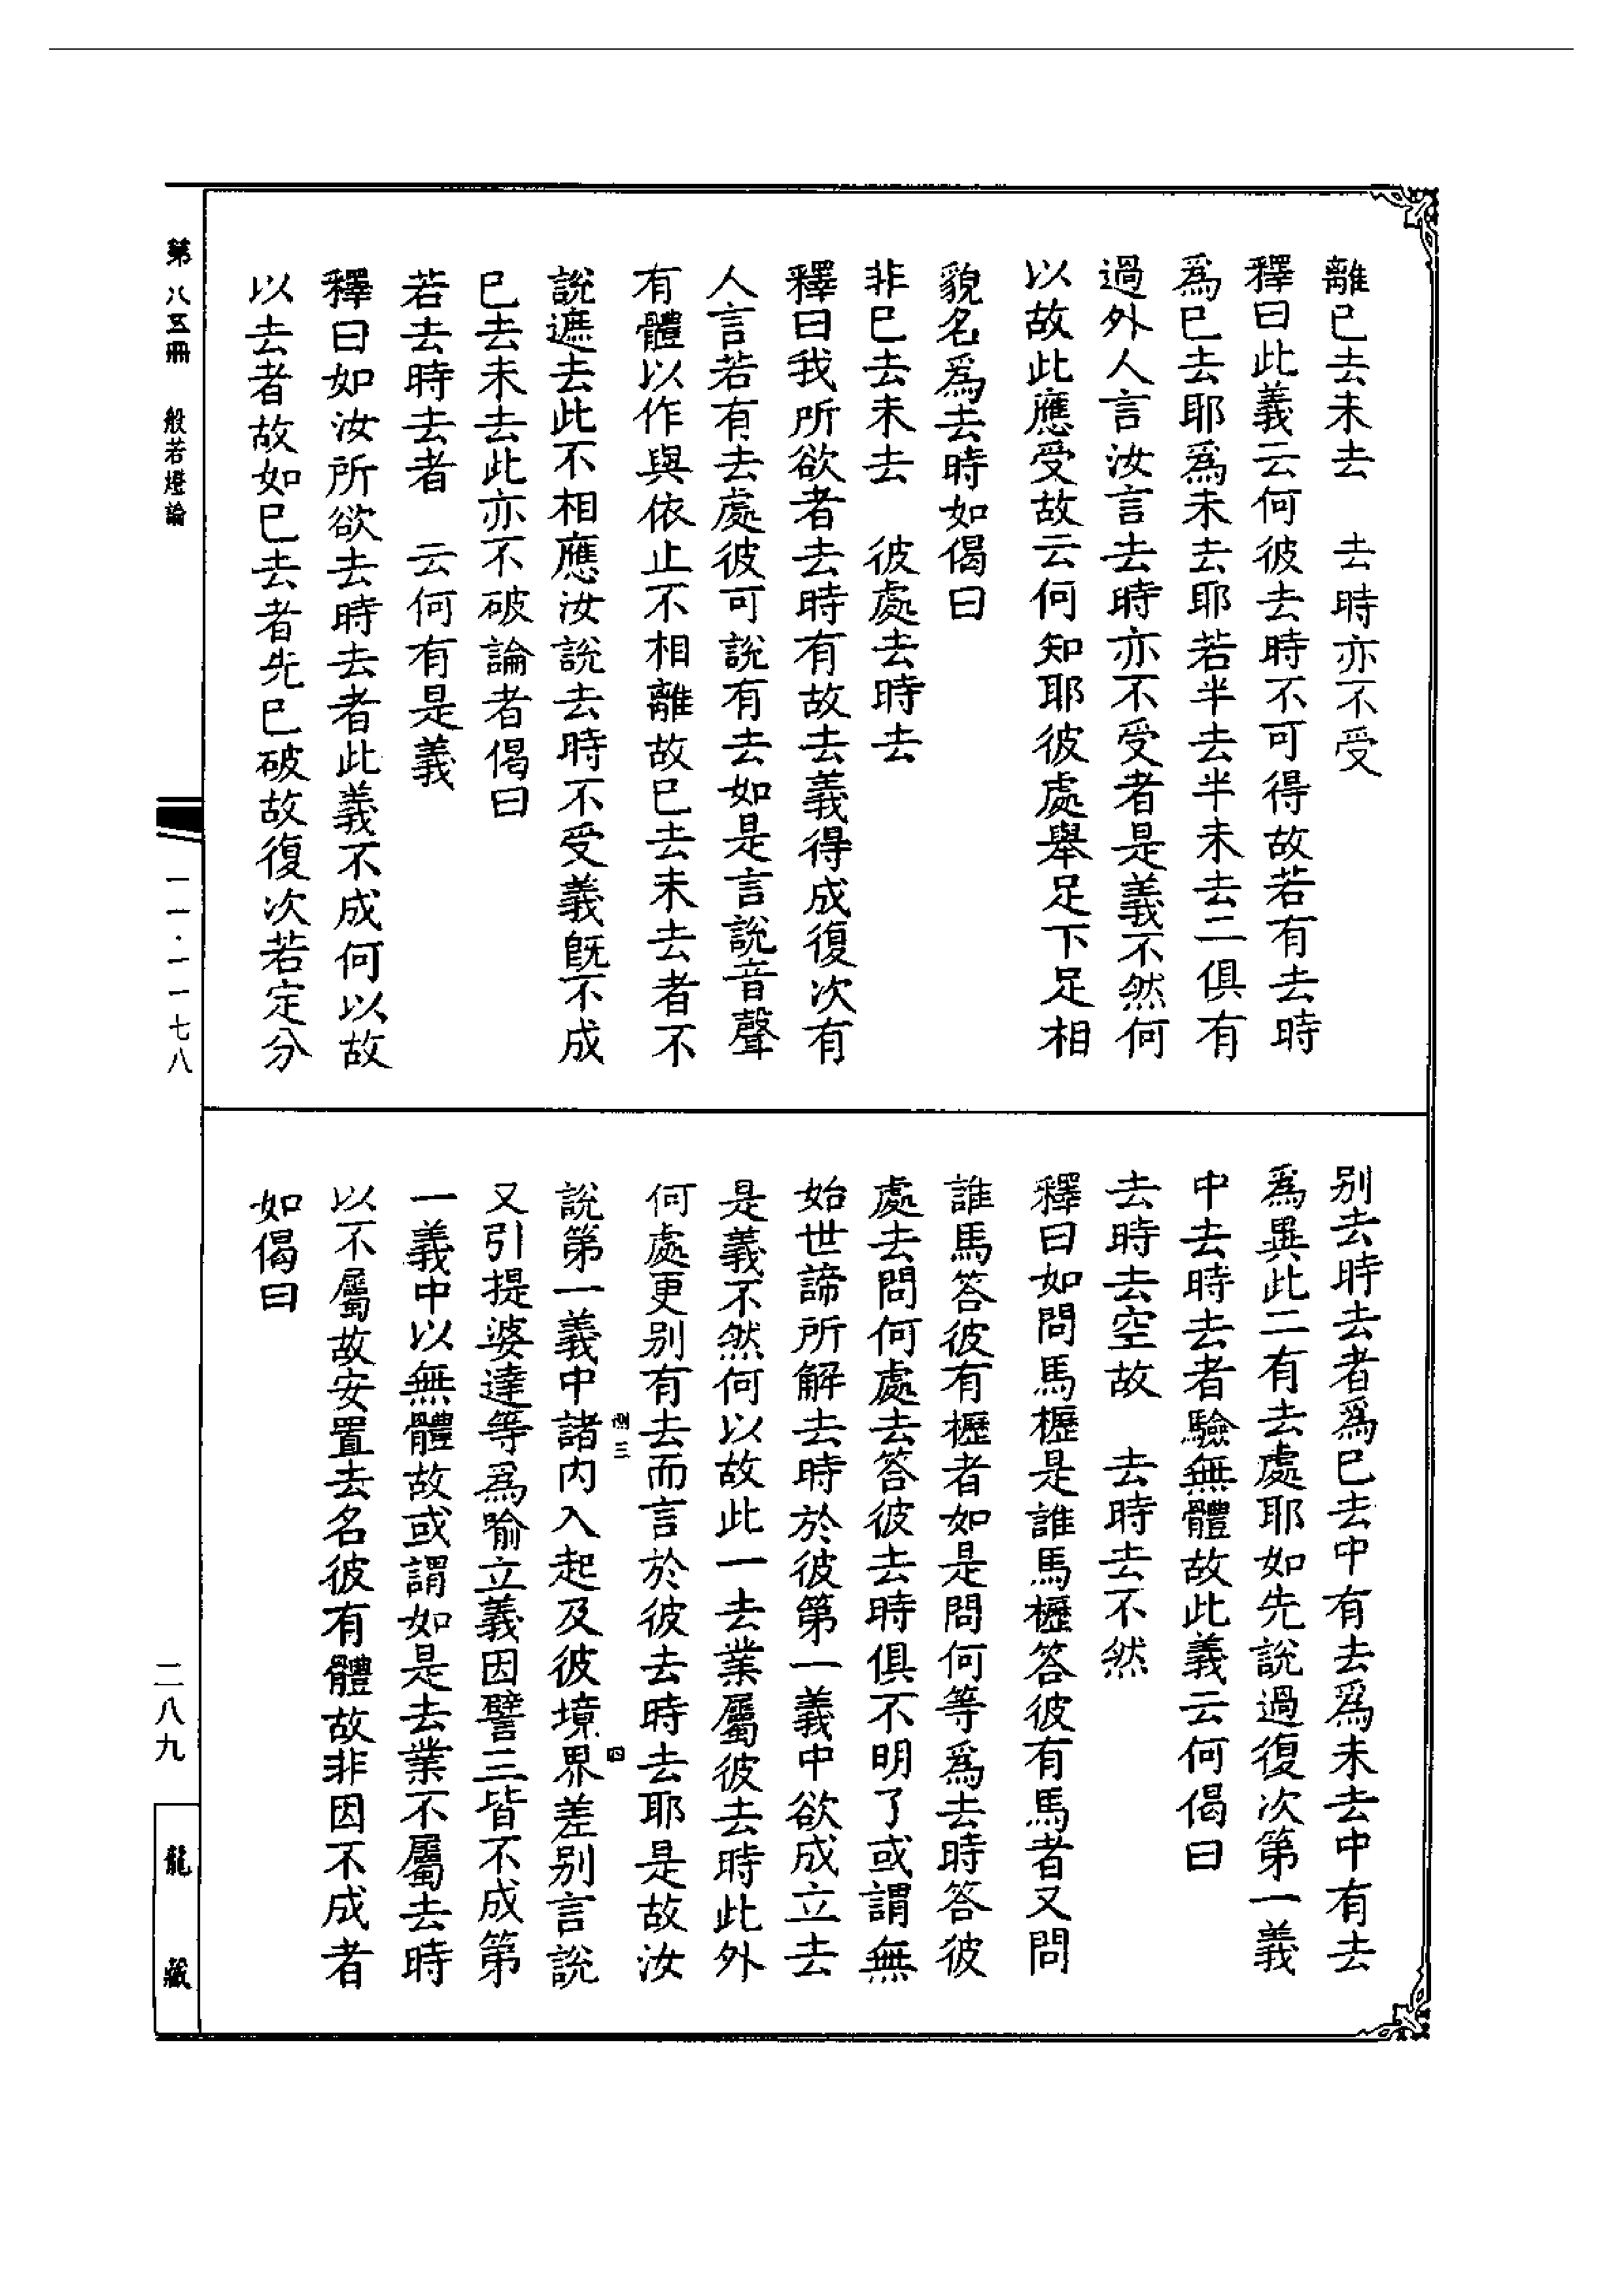 離已去未去　去時亦不受
釋曰此義云何彼去時不可得故若有去時
爲已去耶爲未去耶若半去半未去二俱有
過外人言汝言去時亦不受者是義不然何
以故此應受故云何知耶彼處舉足下足相
貌名爲去時如偈曰
非已去未去　彼處去時去
釋曰我所欲者去時有故去義得成復次有
人言若有去處彼可說有去如是言說音聲
有體以作與依止不相離故已去未去者不
說遮去此不相應汝說去時不受義旣不成
已去未去此亦不破論者偈曰
若去時去者　云何有是義
釋曰如汝所欲去時去者此義不成何以故
以去者故如已去者先已破故復次若定分
别去時去者爲已去中有去爲未去中有去
爲異此二有去處耶如先說過復次第一義
中去時去者驗無體故此義云何偈曰
去時去空故　去時去不然
釋曰如問馬櫪是誰馬櫪答彼有馬者又問
誰馬答彼有櫪者如是問何等爲去時答彼
處去問何處去答彼去時俱不明了或謂無
始世諦所解去時於彼第一義中欲成立去
是義不然何以故此一去業屬彼去時此外
何處更别有去而言於彼去時去耶是故汝
說第一義中諸内入起及彼境界差别言說
又引提婆達等爲喻立義因譬三皆不成第
一義中以無體故或謂如是去業不屬去時
以不屬故安置去名彼有體故非因不成者
如偈曰
第八五冊　般若燈論
一一·一一七八
二八九
龍藏